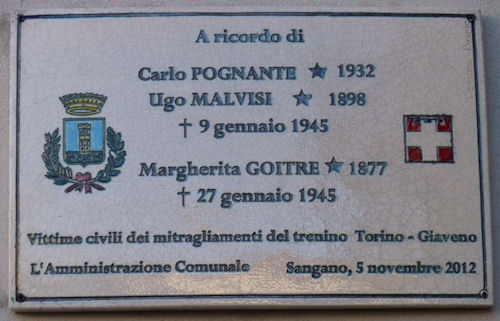 A ricordo di
Carlo POGNANTE ★ 1932
Ugo MALVISI ★ 1898
† 9 gennaio 1945
Margherita GOITRE ★ 1877
† 27 gennaio 1945
Vittime civili dei mitragliamenti del trenino Torino - Giaveno
L'Amministrazione Comunale Sangano, 5 novembre 2012